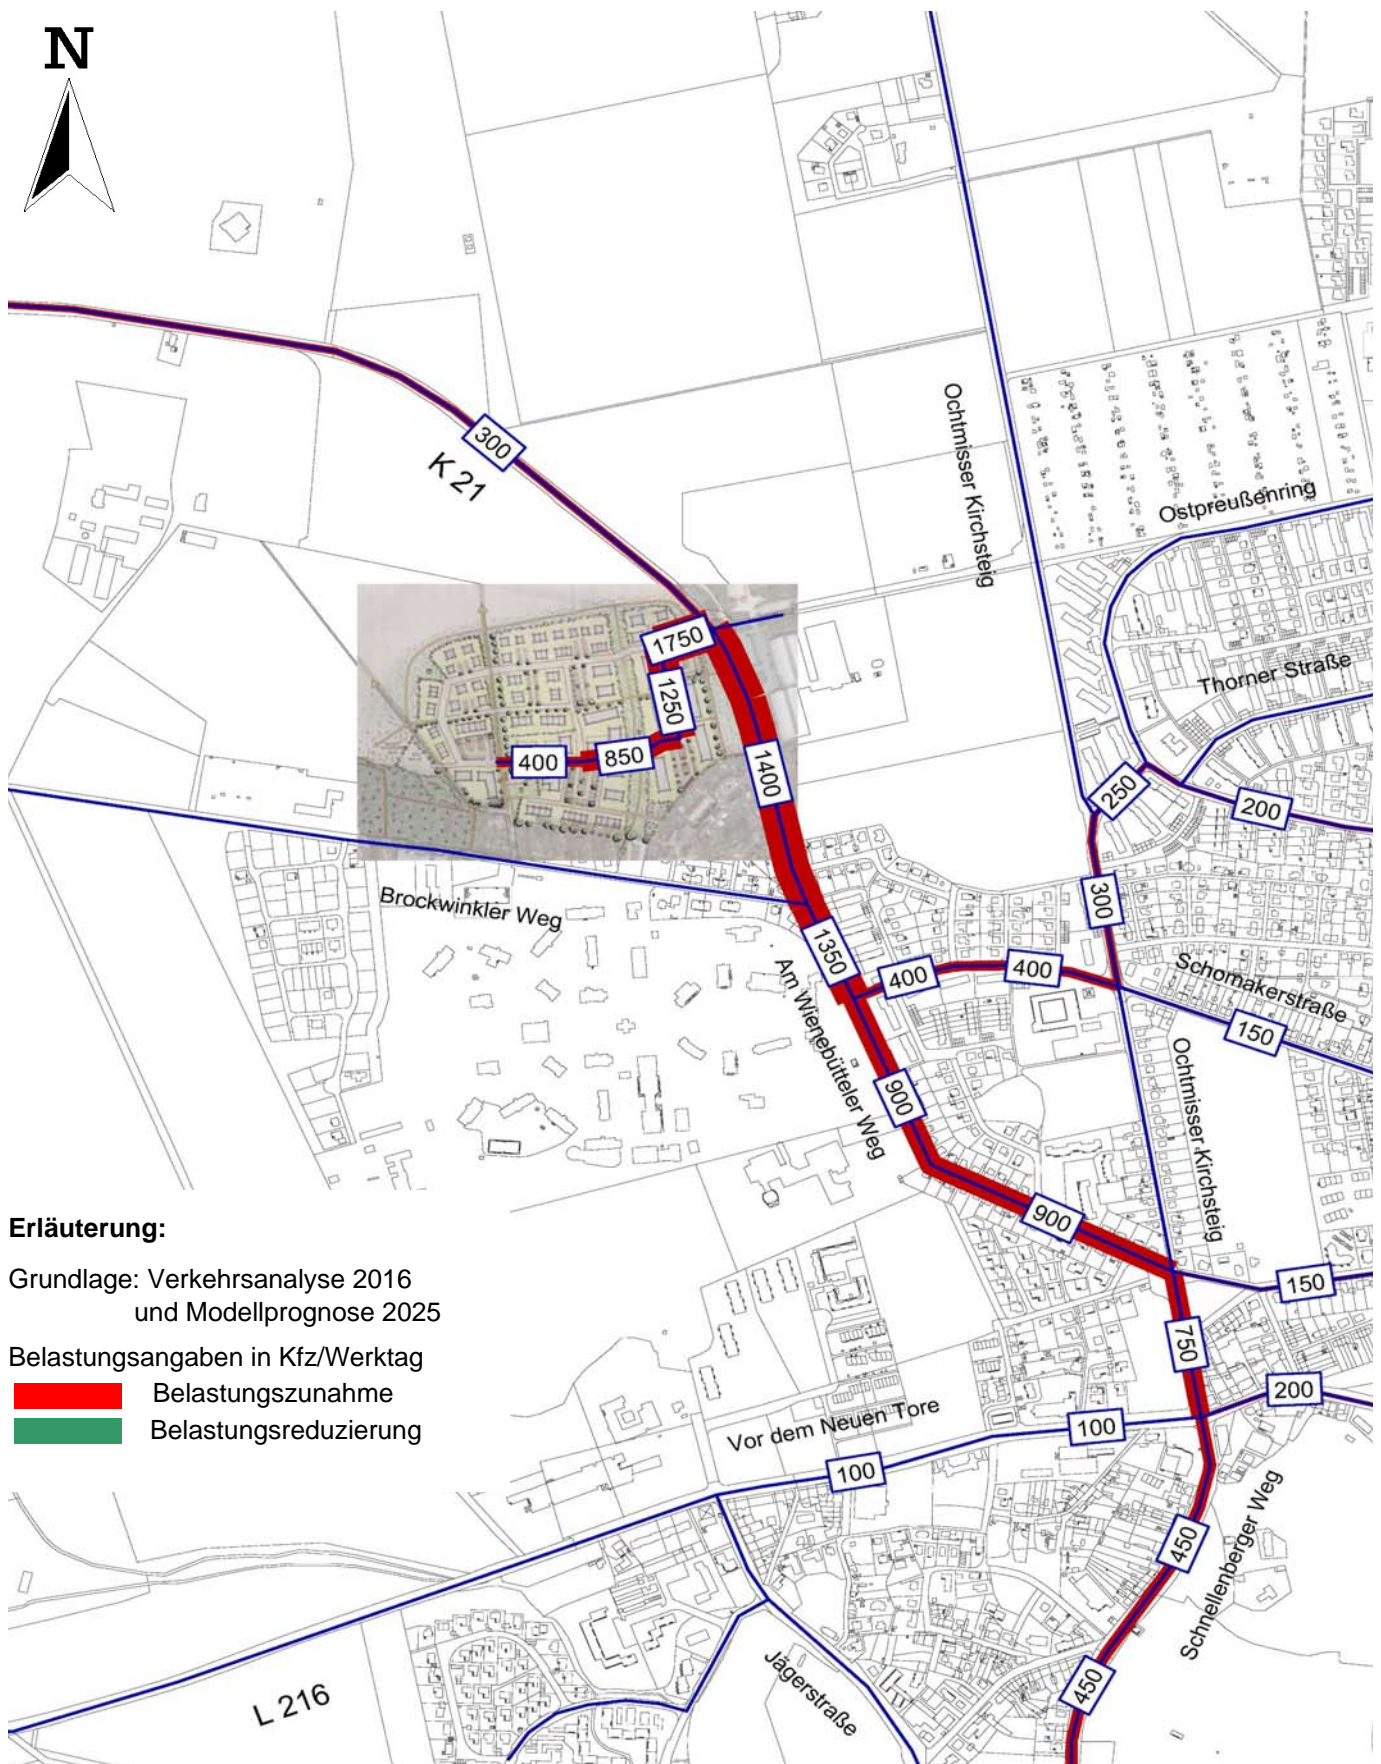 N
300
K 21
Ochtmisser Kirchsteig
Ostpreußenring
Thorner Straße
1750
1250
400
850
1400
250
200
300
Brockwinkler Weg
1350
400
400
Schomakerstraße
150
Am Wienebütteler Weg
900
Ochtmisser Kirchsteig
900
150
Erläuterung:
Grundlage: Verkehrsanalyse 2016
und Modellprognose 2025
Belastungsangaben in Kfz/Werktag
Belastungszunahme
Belastungsreduzierung
750
200
Vor dem Neuen Tore
100
100
450
Schnellenberger Weg
450
Jägerstraße
L 216